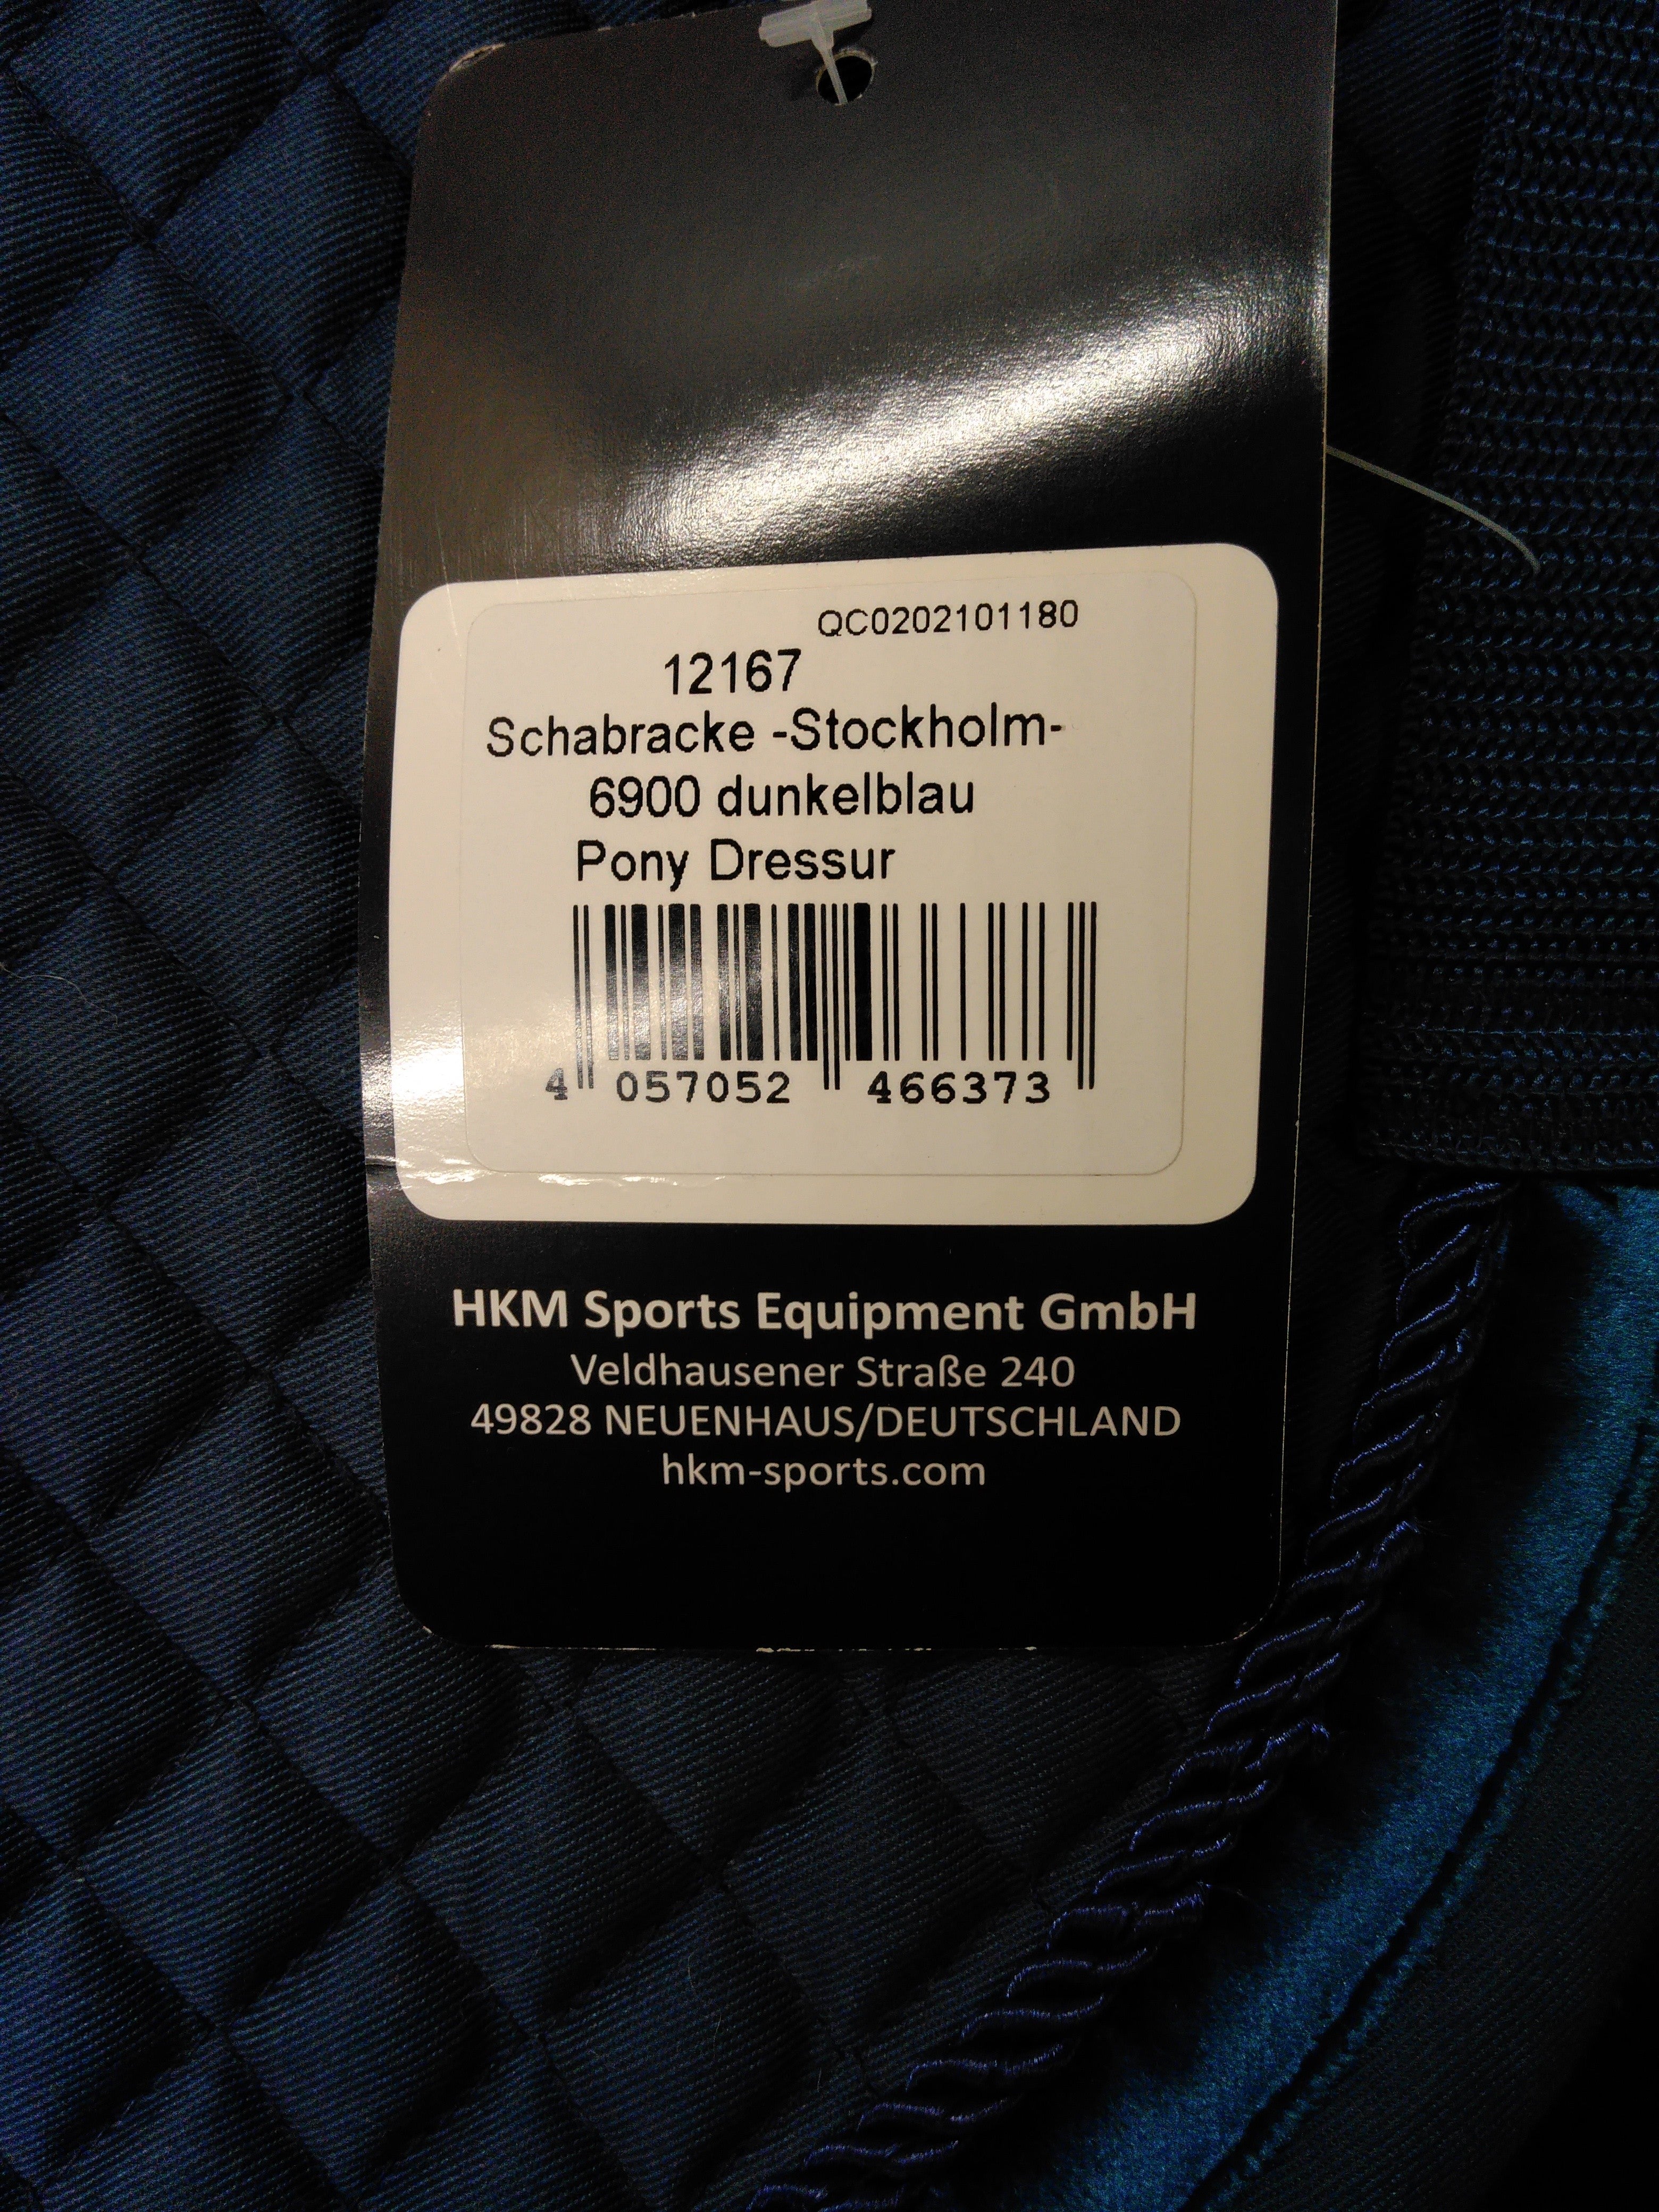 QC0202101180
12167
Schabracke -Stockholm-
6900 dunkelblau
Pony Dressur
4 057052 466373
HKM Sports Equipment GmbH
Veldhausener Straße 240
49828 NEUENHAUS/DEUTSCHLAND
hkm-sports.com